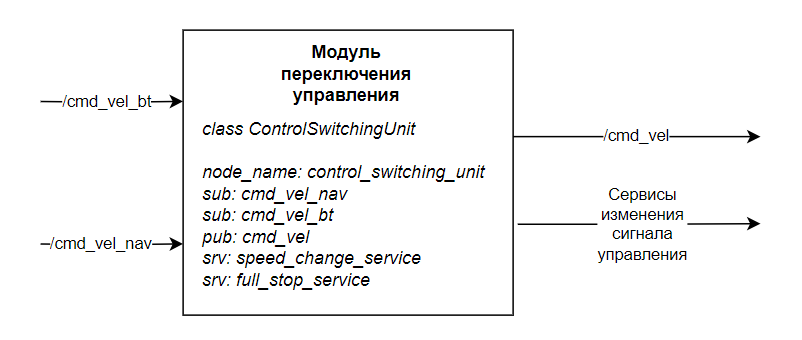 Модуль
переключения
управления
class ControlSwitchingUnit
node_name: control_switching_unit
sub: cmd_vel_nav
sub: cmd_vel_bt
pub: cmd_vel
srv: speed_change_service
srv: full_stop_service
/cmd_vel_bt
/cmd_vel_nav
/cmd_vel
Сервисы
изменения
сигнала
управления